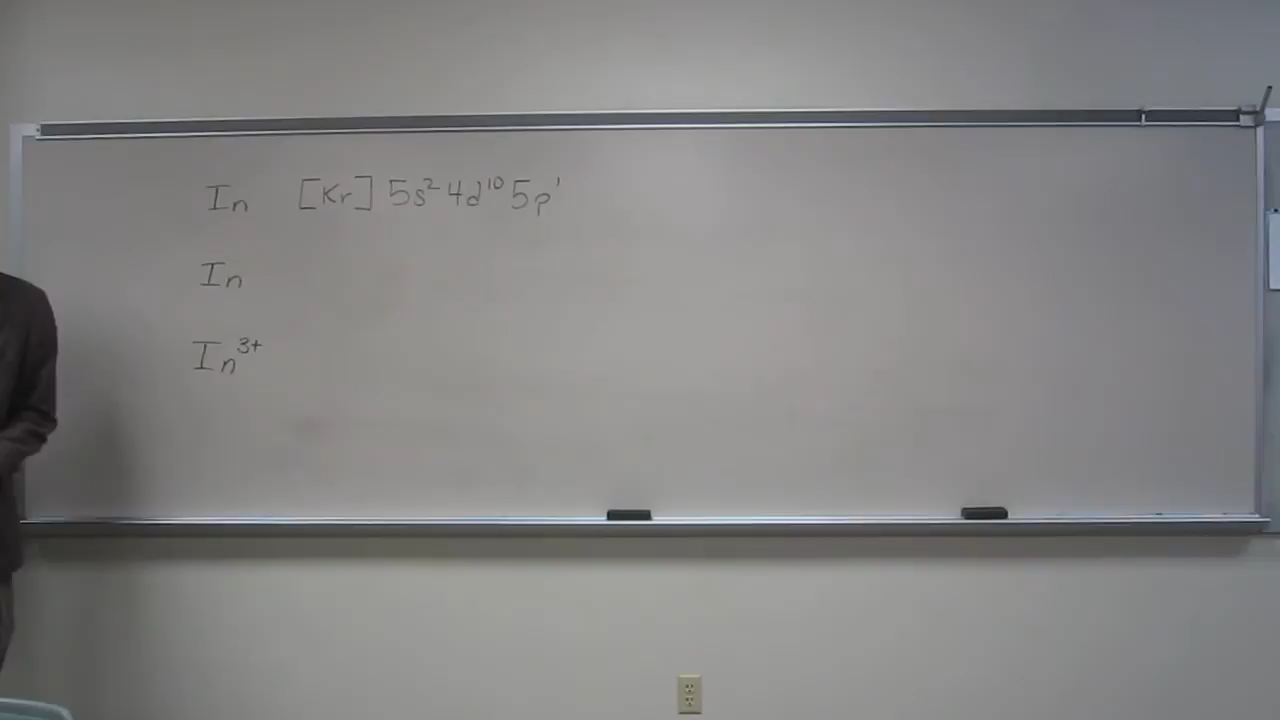 In [Kr] 5s² 4d¹⁰ 5p¹
In
In³⁺